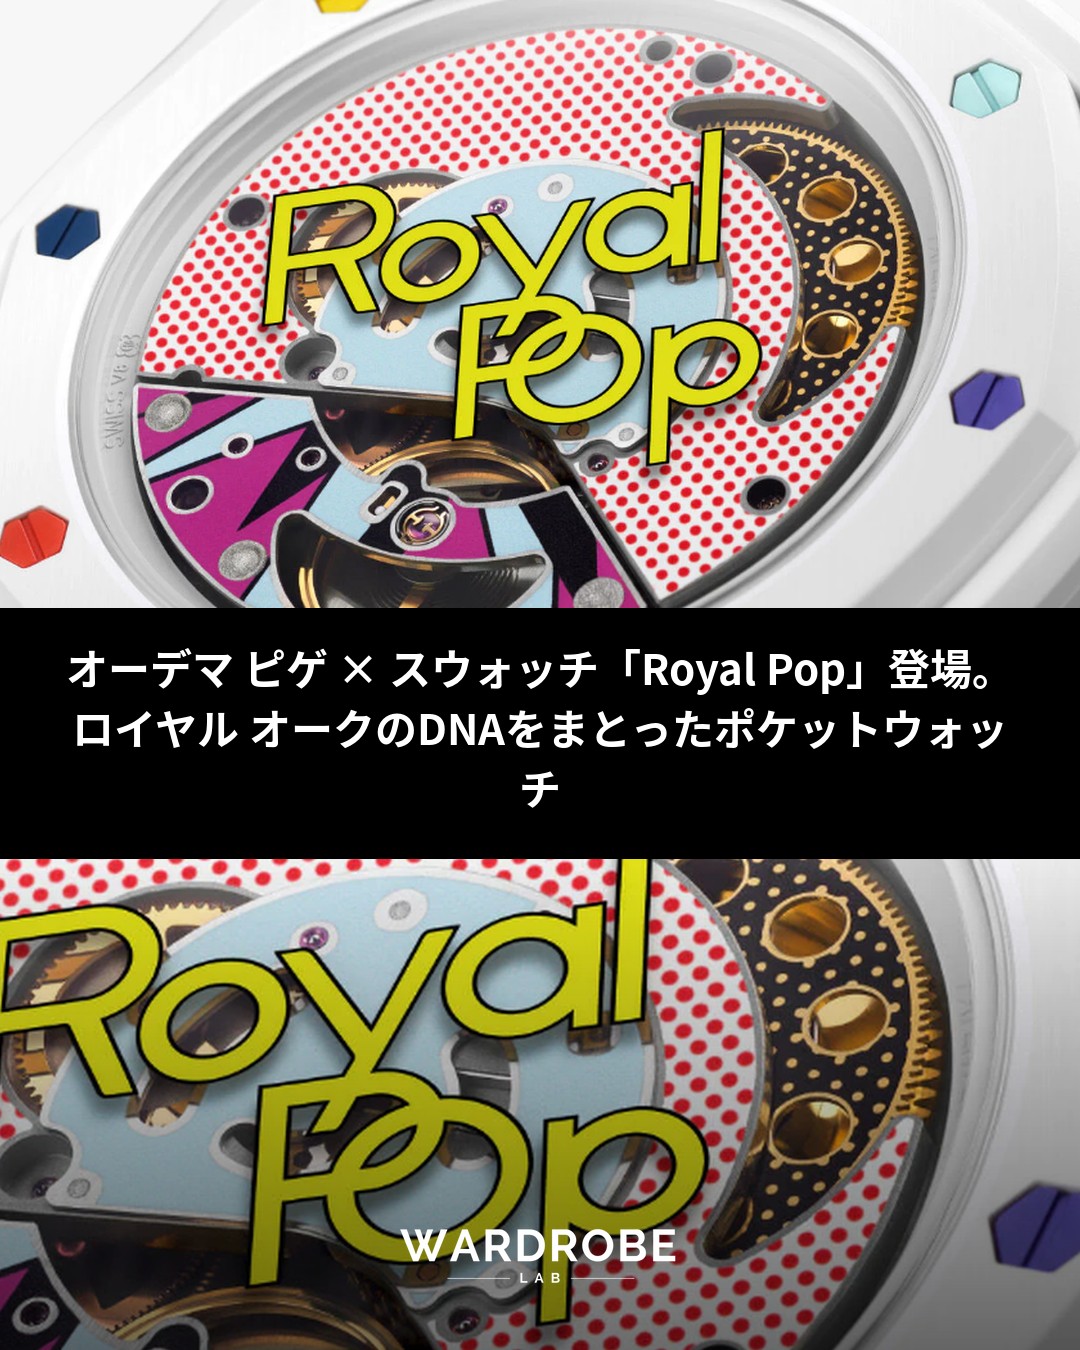 Royal
Pop
SWISS
オーデマ ピゲ × スウォッチ「Royal Pop」登場。
ロイヤル オークのDNAをまとったポケットウォッ
チ
Royal
Pop
WARDROBE
LAB